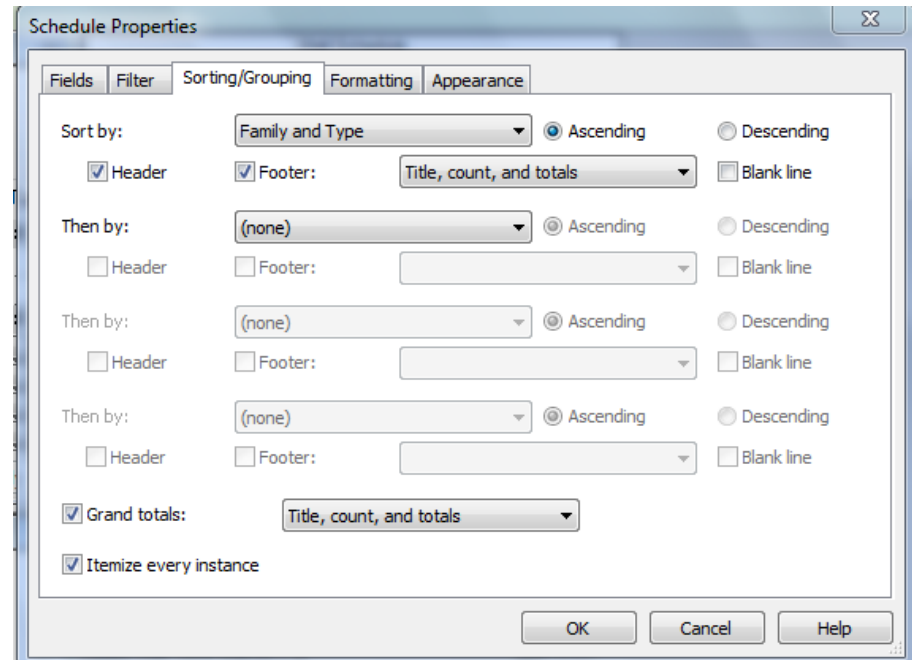 Schedule Properties
Fields Filter Sorting/Grouping Formatting Appearance
Sort by: Family and Type Ascending Descending
Header Footer: Title, count, and totals Blank line
Then by: (none) Ascending Descending
Header Footer: Blank line
Then by: (none) Ascending Descending
Header Footer: Blank line
Then by: (none) Ascending Descending
Header Footer: Blank line
Grand totals: Title, count, and totals
Itemize every instance
OK Cancel Help